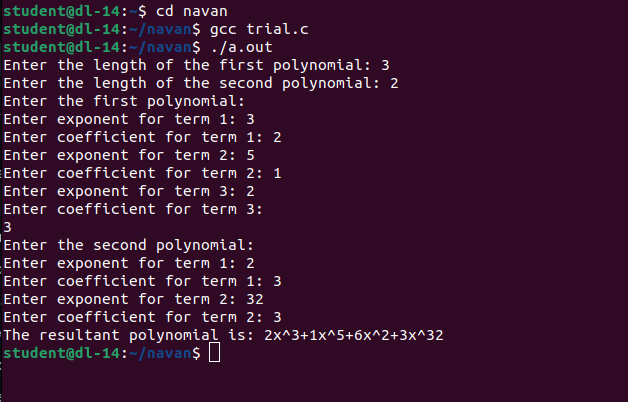 student@dl-14:~$ cd navan
student@dl-14:~/navan$ gcc trial.c
student@dl-14:~/navan$ ./a.out
Enter the length of the first polynomial: 3
Enter the length of the second polynomial: 2
Enter the first polynomial:
Enter exponent for term 1: 3
Enter coefficient for term 1: 2
Enter exponent for term 2: 5
Enter coefficient for term 2: 1
Enter exponent for term 3: 2
Enter coefficient for term 3:
3
Enter the second polynomial:
Enter exponent for term 1: 2
Enter coefficient for term 1: 3
Enter exponent for term 2: 32
Enter coefficient for term 2: 3
The resultant polynomial is: 2x^3+1x^5+6x^2+3x^32
student@dl-14:~/navan$